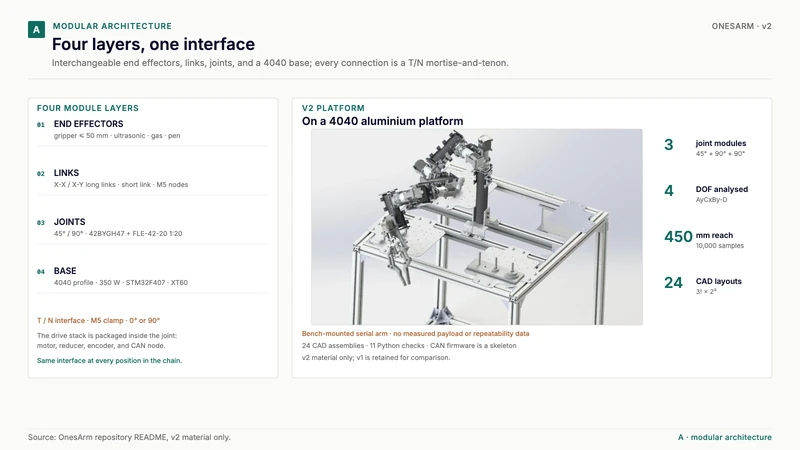 A MODULAR ARCHITECTURE
ONESARM · v2
Four layers, one interface
Interchangeable end effectors, links, joints, and a 4040 base; every connection is a T/N mortise-and-tenon.
FOUR MODULE LAYERS
01 END EFFECTORS
gripper ≤ 50 mm · ultrasonic · gas · pen
02 LINKS
X-X / X-Y long links · short link · M5 nodes
03 JOINTS
45° / 90° · 42BYGH47 + FLE-42-20 1:20
04 BASE
4040 profile · 350 W · STM32F407 · XT60
T / N interface · M5 clamp · 0° or 90°
The drive stack is packaged inside the joint:
motor, reducer, encoder, and CAN node.
Same interface at every position in the chain.
V2 PLATFORM
On a 4040 aluminium platform
3 joint modules
45° + 90° + 90°
4 DOF analysed
AyCxBy-D
450 mm reach
10,000 samples
24 CAD layouts
3! × 2²
Bench-mounted serial arm · no measured payload or repeatability data
24 CAD assemblies · 11 Python checks · CAN firmware is a skeleton
v2 material only; v1 is retained for comparison.
Source: OnesArm repository README, v2 material only.
A · modular architecture